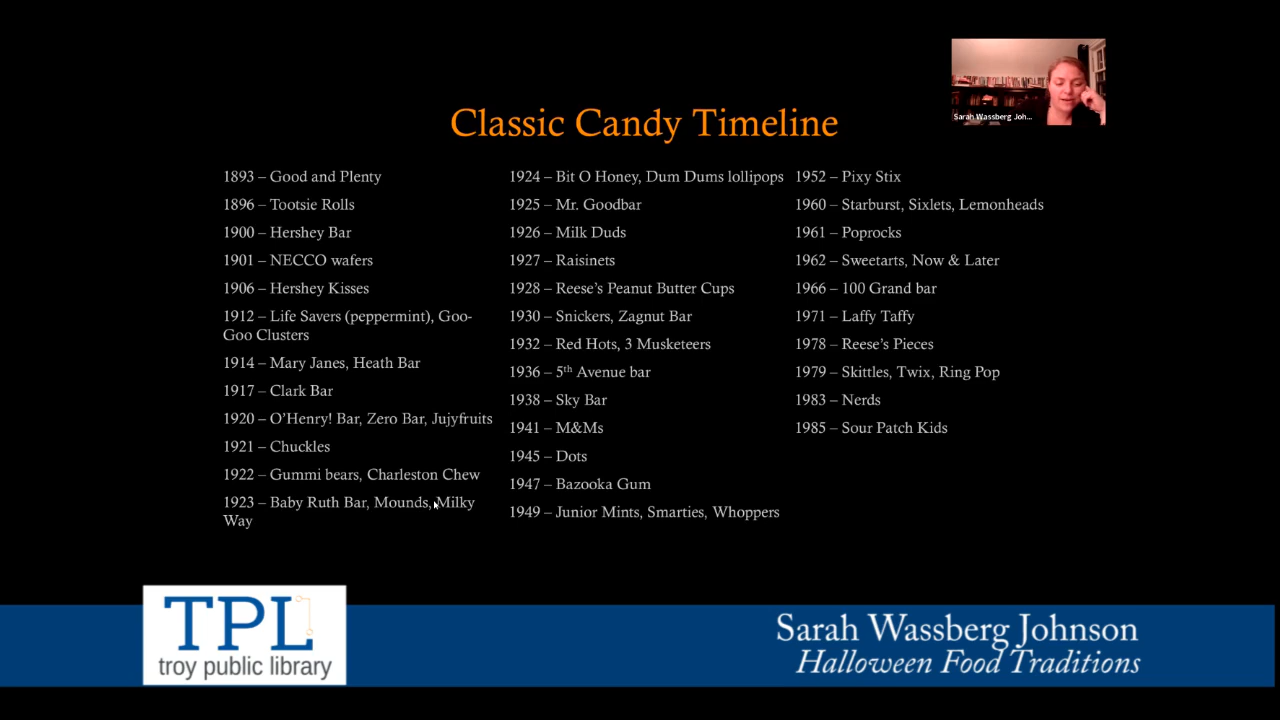 Sarah Wassberg Joh...
Classic Candy Timeline
1893 – Good and Plenty
1896 – Tootsie Rolls
1900 – Hershey Bar
1901 – NECCO wafers
1906 – Hershey Kisses
1912 – Life Savers (peppermint), Goo-
Goo Clusters
1914 – Mary Janes, Heath Bar
1917 – Clark Bar
1920 – O'Henry! Bar, Zero Bar, Jujyfruits
1921 – Chuckles
1922 – Gummi bears, Charleston Chew
1923 – Baby Ruth Bar, Mounds, Milky
Way
1924 – Bit O Honey, Dum Dums lollipops
1925 – Mr. Goodbar
1926 – Milk Duds
1927 – Raisinets
1928 – Reese's Peanut Butter Cups
1930 – Snickers, Zagnut Bar
1932 – Red Hots, 3 Musketeers
1936 – 5th Avenue bar
1938 – Sky Bar
1941 – M&Ms
1945 – Dots
1947 – Bazooka Gum
1949 – Junior Mints, Smarties, Whoppers
1952 – Pixy Stix
1960 – Starburst, Sixlets, Lemonheads
1961 – Poprocks
1962 – Sweetarts, Now & Later
1966 – 100 Grand bar
1971 – Laffy Taffy
1978 – Reese's Pieces
1979 – Skittles, Twix, Ring Pop
1983 – Nerds
1985 – Sour Patch Kids
TPL
troy public library
Sarah Wassberg Johnson
Halloween Food Traditions